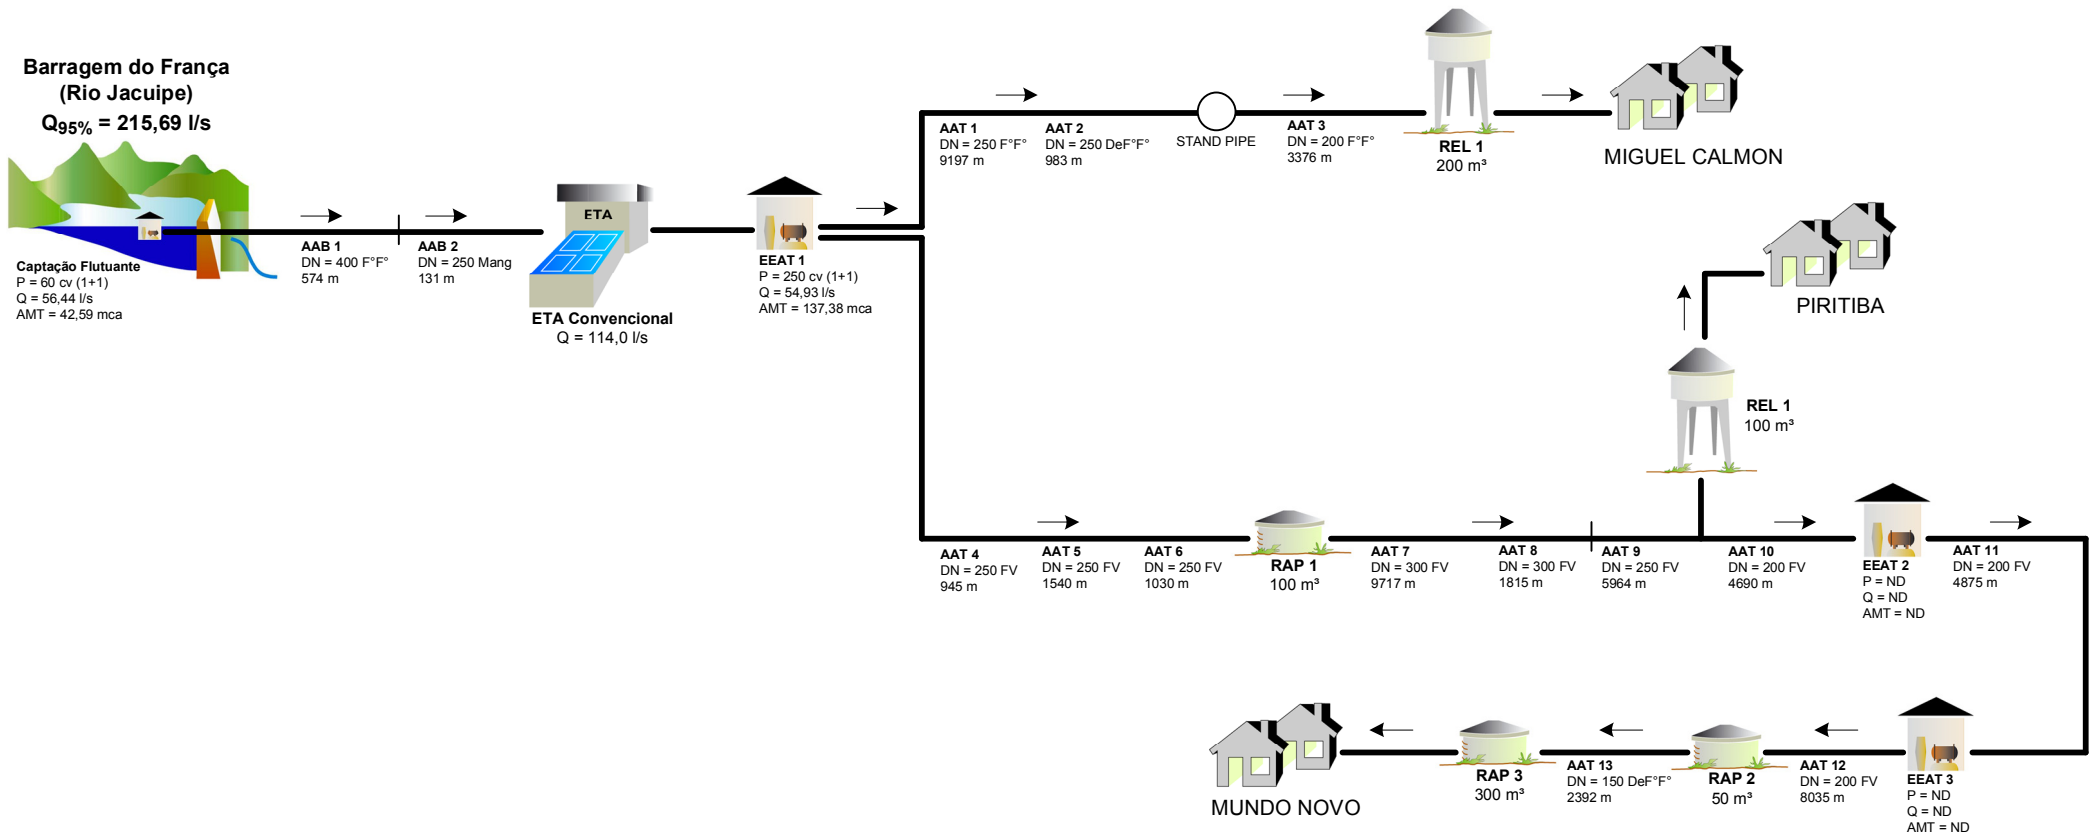 Barragem do França
(Rio Jacuipe)
Q95% = 215,69 l/s
Captação Flutuante
P = 60 cv (1+1)
Q = 56,44 l/s
AMT = 42,59 mca
AAB 1
DN = 400 F°F°
574 m
AAB 2
DN = 250 Mang
131 m
ETA
ETA Convencional
Q = 114,0 l/s
EEAT 1
P = 250 cv (1+1)
Q = 54,93 l/s
AMT = 137,38 mca
AAT 1
DN = 250 F°F°
9197 m
AAT 2
DN = 250 DeF°F°
983 m
STAND PIPE
AAT 3
DN = 200 F°F°
3376 m
REL 1
200 m³
MIGUEL CALMON
PIRITIBA
REL 1
100 m³
AAT 4
DN = 250 FV
945 m
AAT 5
DN = 250 FV
1540 m
AAT 6
DN = 250 FV
1030 m
RAP 1
100 m³
AAT 7
DN = 300 FV
9717 m
AAT 8
DN = 300 FV
1815 m
AAT 9
DN = 250 FV
5964 m
AAT 10
DN = 200 FV
4690 m
EEAT 2
P = ND
Q = ND
AMT = ND
AAT 11
DN = 200 FV
4875 m
EEAT 3
P = ND
Q = ND
AMT = ND
AAT 12
DN = 200 FV
8035 m
RAP 2
50 m³
AAT 13
DN = 150 DeF°F°
2392 m
RAP 3
300 m³
MUNDO NOVO